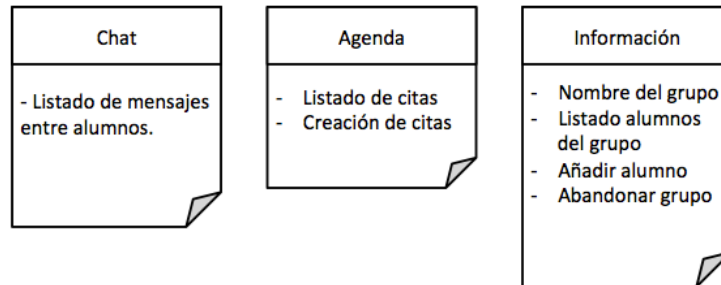 Chat
- Listado de mensajes
entre alumnos.
Agenda
- Listado de citas
- Creación de citas
Información
- Nombre del grupo
- Listado alumnos
del grupo
- Añadir alumno
- Abandonar grupo